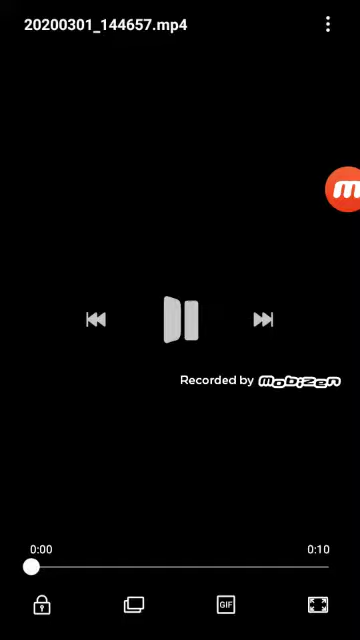 20200301_144657.mp4
m
Recorded by mobizen
0:00 0:10
GIF